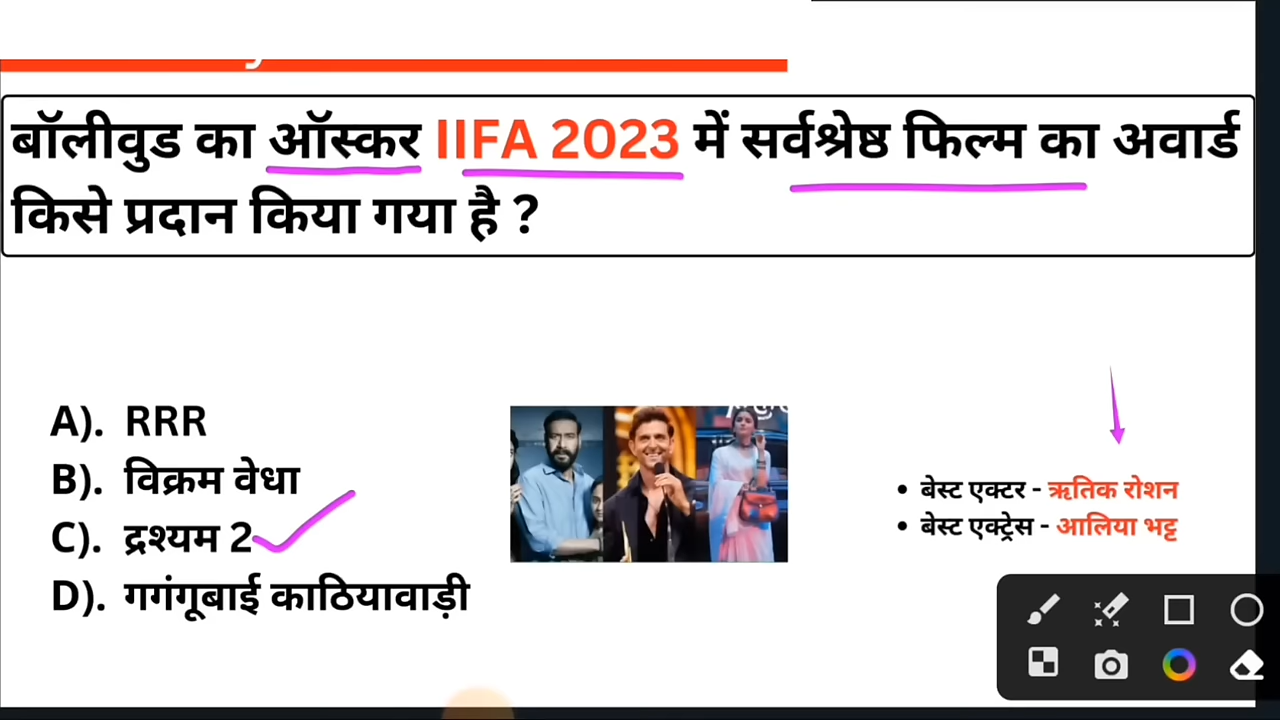 बॉलीवुड का ऑस्कर IIFA 2023 में सर्वश्रेष्ठ फिल्म का अवार्ड
किसे प्रदान किया गया है ?
A). RRR
B). विक्रम वेधा
C). द्रश्यम 2
D). गगंगूबाई काठियावाड़ी
• बेस्ट एक्टर - ऋतिक रोशन
• बेस्ट एक्ट्रेस - आलिया भट्ट